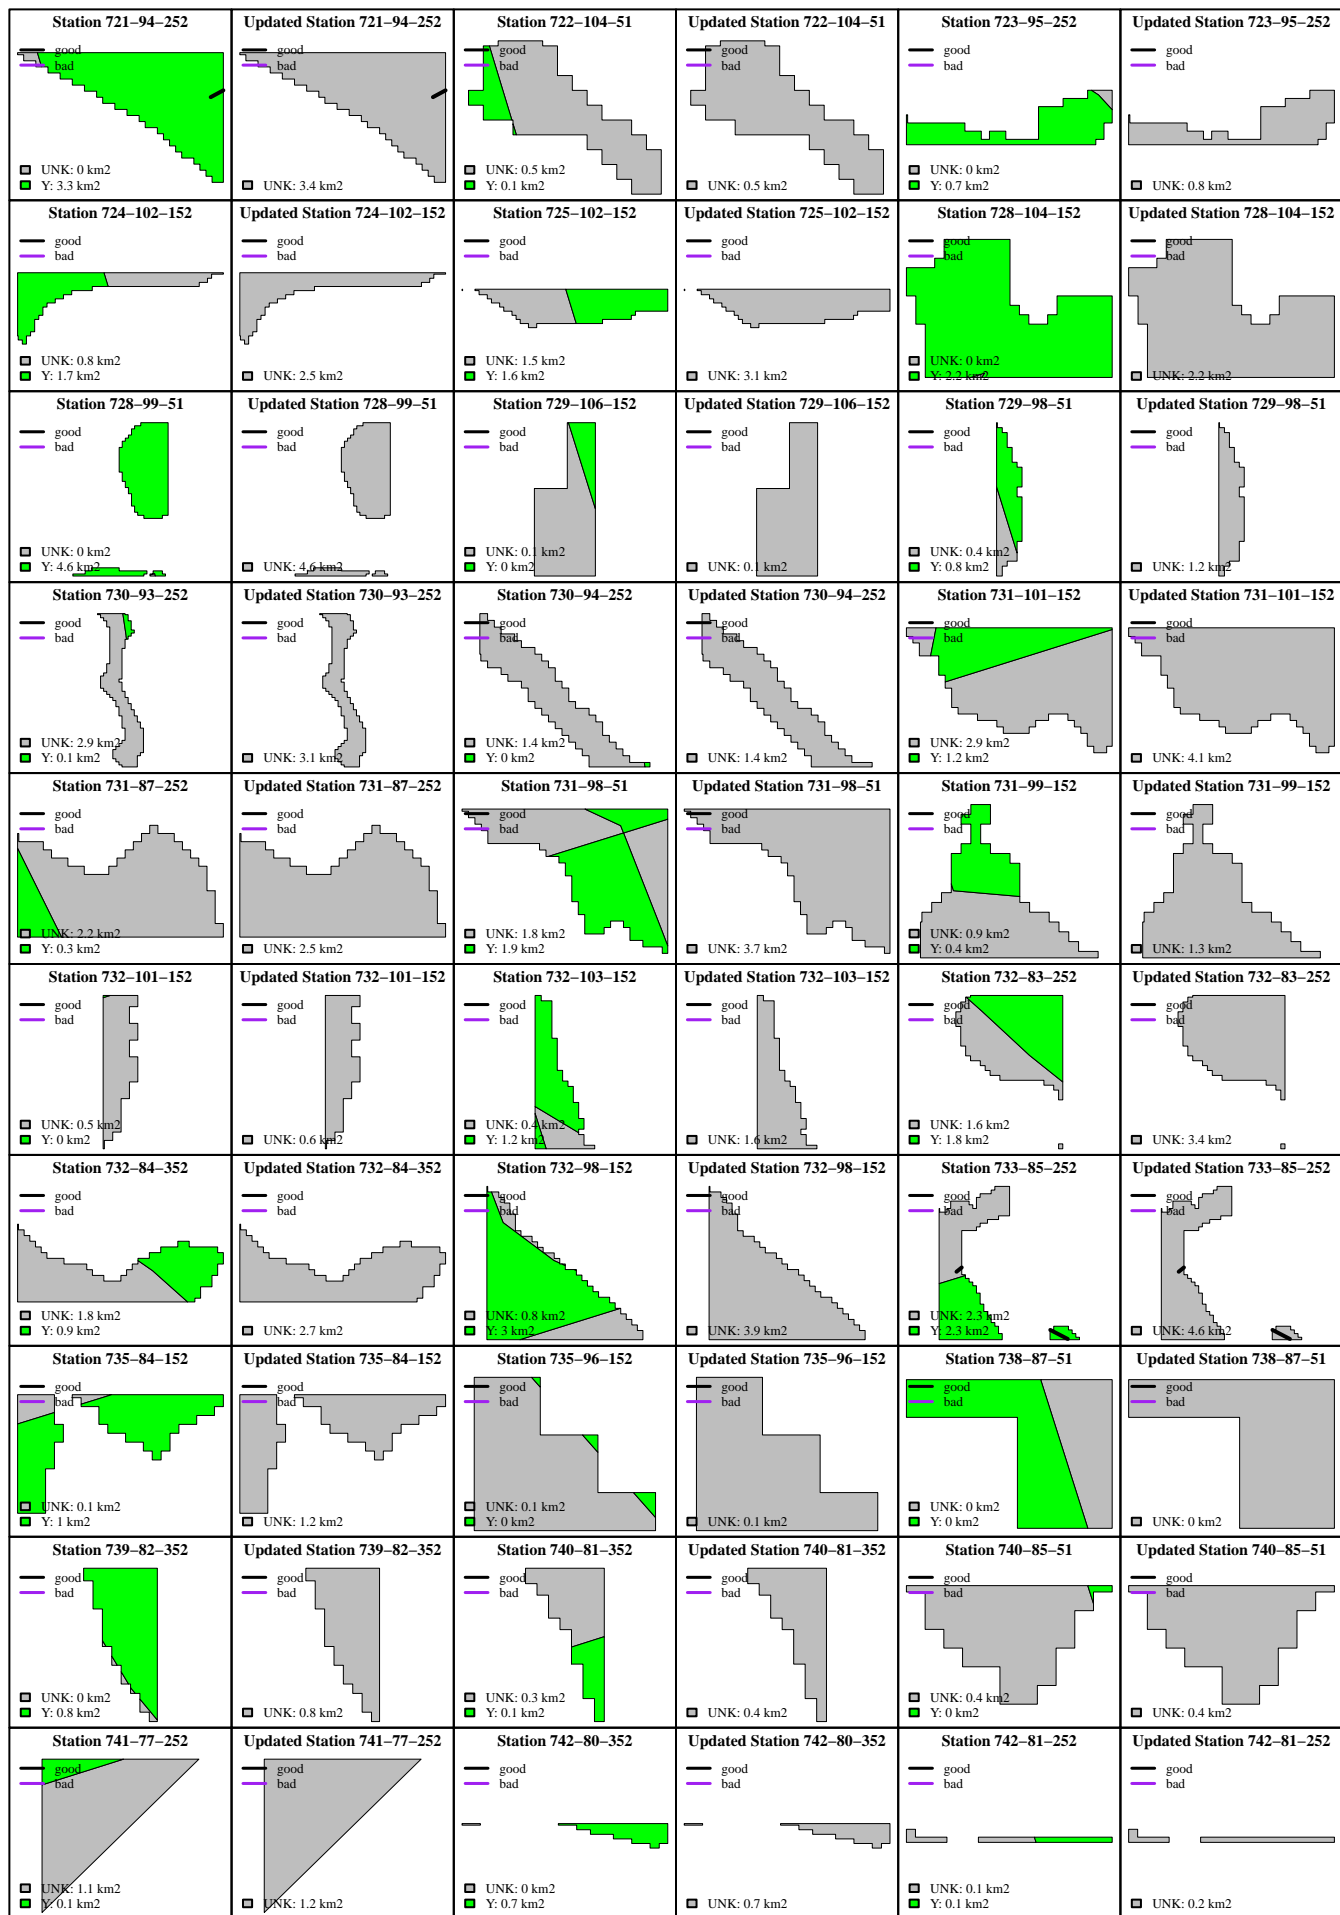 Station 721−94−252
good
bad
UNK: 0 km2
Y: 3.3 km2
Updated Station 721−94−252
good
bad
UNK: 3.4 km2
Station 722−104−51
good
bad
UNK: 0.5 km2
Y: 0.1 km2
Updated Station 722−104−51
good
bad
UNK: 0.5 km2
Station 723−95−252
good
bad
UNK: 0 km2
Y: 0.7 km2
Updated Station 723−95−252
good
bad
UNK: 0.8 km2
Station 724−102−152
good
bad
UNK: 0.8 km2
Y: 1.7 km2
Updated Station 724−102−152
good
bad
UNK: 2.5 km2
Station 725−102−152
good
bad
UNK: 1.5 km2
Y: 1.6 km2
Updated Station 725−102−152
good
bad
UNK: 3.1 km2
Station 728−104−152
good
bad
UNK: 0 km2
Y: 2.2 km2
Updated Station 728−104−152
good
bad
UNK: 2.2 km2
Station 728−99−51
good
bad
UNK: 0 km2
Y: 4.6 km2
Updated Station 728−99−51
good
bad
UNK: 4.6 km2
Station 729−106−152
good
bad
UNK: 0.1 km2
Y: 0 km2
Updated Station 729−106−152
good
bad
UNK: 0.1 km2
Station 729−98−51
good
bad
UNK: 0.4 km2
Y: 0.8 km2
Updated Station 729−98−51
good
bad
UNK: 1.2 km2
Station 730−93−252
good
bad
UNK: 2.9 km2
Y: 0.1 km2
Updated Station 730−93−252
good
bad
UNK: 3.1 km2
Station 730−94−252
good
bad
UNK: 1.4 km2
Y: 0 km2
Updated Station 730−94−252
good
bad
UNK: 1.4 km2
Station 731−101−152
good
bad
UNK: 2.9 km2
Y: 1.2 km2
Updated Station 731−101−152
good
bad
UNK: 4.1 km2
Station 731−87−252
good
bad
UNK: 2.2 km2
Y: 0.3 km2
Updated Station 731−87−252
good
bad
UNK: 2.5 km2
Station 731−98−51
good
bad
UNK: 1.8 km2
Y: 1.9 km2
Updated Station 731−98−51
good
bad
UNK: 3.7 km2
Station 731−99−152
good
bad
UNK: 0.9 km2
Y: 0.4 km2
Updated Station 731−99−152
good
bad
UNK: 1.3 km2
Station 732−101−152
good
bad
UNK: 0.5 km2
Y: 0 km2
Updated Station 732−101−152
good
bad
UNK: 0.6 km2
Station 732−103−152
good
bad
UNK: 0.4 km2
Y: 1.2 km2
Updated Station 732−103−152
good
bad
UNK: 1.6 km2
Station 732−83−252
good
bad
UNK: 1.6 km2
Y: 1.8 km2
Updated Station 732−83−252
good
bad
UNK: 3.4 km2
Station 732−84−352
good
bad
UNK: 1.8 km2
Y: 0.9 km2
Updated Station 732−84−352
good
bad
UNK: 2.7 km2
Station 732−98−152
good
bad
UNK: 0.8 km2
Y: 3 km2
Updated Station 732−98−152
good
bad
UNK: 3.9 km2
Station 733−85−252
good
bad
UNK: 2.3 km2
Y: 2.3 km2
Updated Station 733−85−252
good
bad
UNK: 4.6 km2
Station 735−84−152
good
bad
UNK: 0.1 km2
Y: 1 km2
Updated Station 735−84−152
good
bad
UNK: 1.2 km2
Station 735−96−152
good
bad
UNK: 0.1 km2
Y: 0 km2
Updated Station 735−96−152
good
bad
UNK: 0.1 km2
Station 738−87−51
good
bad
UNK: 0 km2
Y: 0 km2
Updated Station 738−87−51
good
bad
UNK: 0 km2
Station 739−82−352
good
bad
UNK: 0 km2
Y: 0.8 km2
Updated Station 739−82−352
good
bad
UNK: 0.8 km2
Station 740−81−352
good
bad
UNK: 0.3 km2
Y: 0.1 km2
Updated Station 740−81−352
good
bad
UNK: 0.4 km2
Station 740−85−51
good
bad
UNK: 0.4 km2
Y: 0 km2
Updated Station 740−85−51
good
bad
UNK: 0.4 km2
Station 741−77−252
good
bad
UNK: 1.1 km2
Y: 0.1 km2
Updated Station 741−77−252
good
bad
UNK: 1.2 km2
Station 742−80−352
good
bad
UNK: 0 km2
Y: 0.7 km2
Updated Station 742−80−352
good
bad
UNK: 0.7 km2
Station 742−81−252
good
bad
UNK: 0.1 km2
Y: 0.1 km2
Updated Station 742−81−252
good
bad
UNK: 0.2 km2